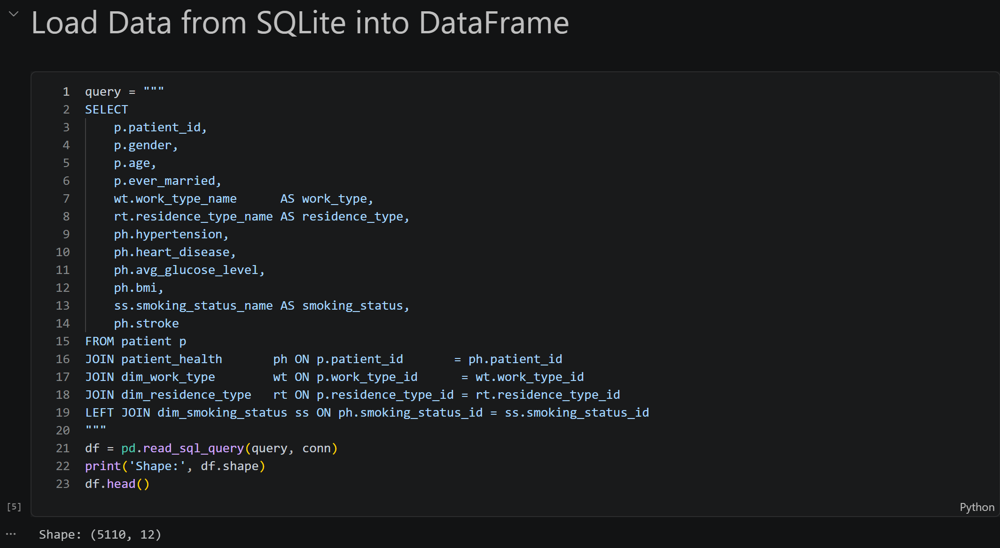 Load Data from SQLite into DataFrame
1 query = """
2 SELECT
3     p.patient_id,
4     p.gender,
5     p.age,
6     p.ever_married,
7     wt.work_type_name      AS work_type,
8     rt.residence_type_name AS residence_type,
9     ph.hypertension,
10     ph.heart_disease,
11     ph.avg_glucose_level,
12     ph.bmi,
13     ss.smoking_status_name AS smoking_status,
14     ph.stroke
15 FROM patient p
16 JOIN patient_health       ph ON p.patient_id       = ph.patient_id
17 JOIN dim_work_type        wt ON p.work_type_id      = wt.work_type_id
18 JOIN dim_residence_type   rt ON p.residence_type_id = rt.residence_type_id
19 LEFT JOIN dim_smoking_status ss ON ph.smoking_status_id = ss.smoking_status_id
20 """
21 df = pd.read_sql_query(query, conn)
22 print('Shape:', df.shape)
23 df.head()
[5]
Python
... Shape: (5110, 12)